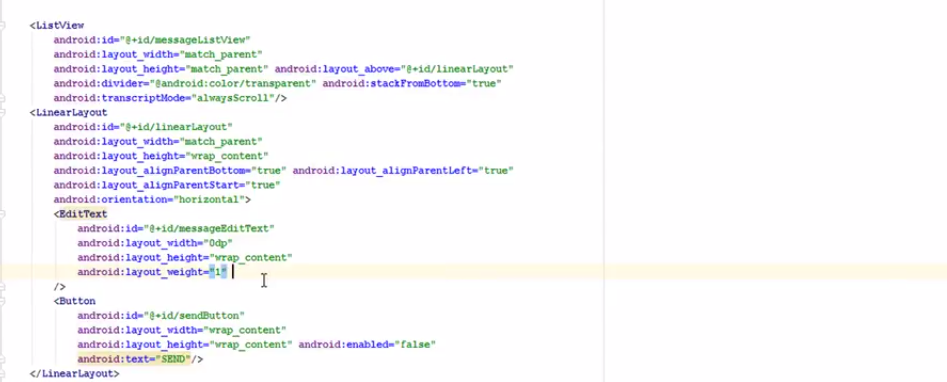 <ListView
android:id="@+id/messageListView"
android:layout_width="match_parent"
android:layout_height="match_parent" android:layout_above="@+id/linearLayout"
android:divider="@android:color/transparent" android:stackFromBottom="true"
android:transcriptMode="alwaysScroll"/>
<LinearLayout
android:id="@+id/linearLayout"
android:layout_width="match_parent"
android:layout_height="wrap_content"
android:layout_alignParentBottom="true" android:layout_alignParentLeft="true"
android:layout_alignParentStart="true"
android:orientation="horizontal">
<EditText
android:id="@+id/messageEditText"
android:layout_width="0dp"
android:layout_height="wrap_content"
android:layout_weight="1"
/>
<Button
android:id="@+id/sendButton"
android:layout_width="wrap_content"
android:layout_height="wrap_content" android:enabled="false"
android:text="SEND"/>
</LinearLayout>